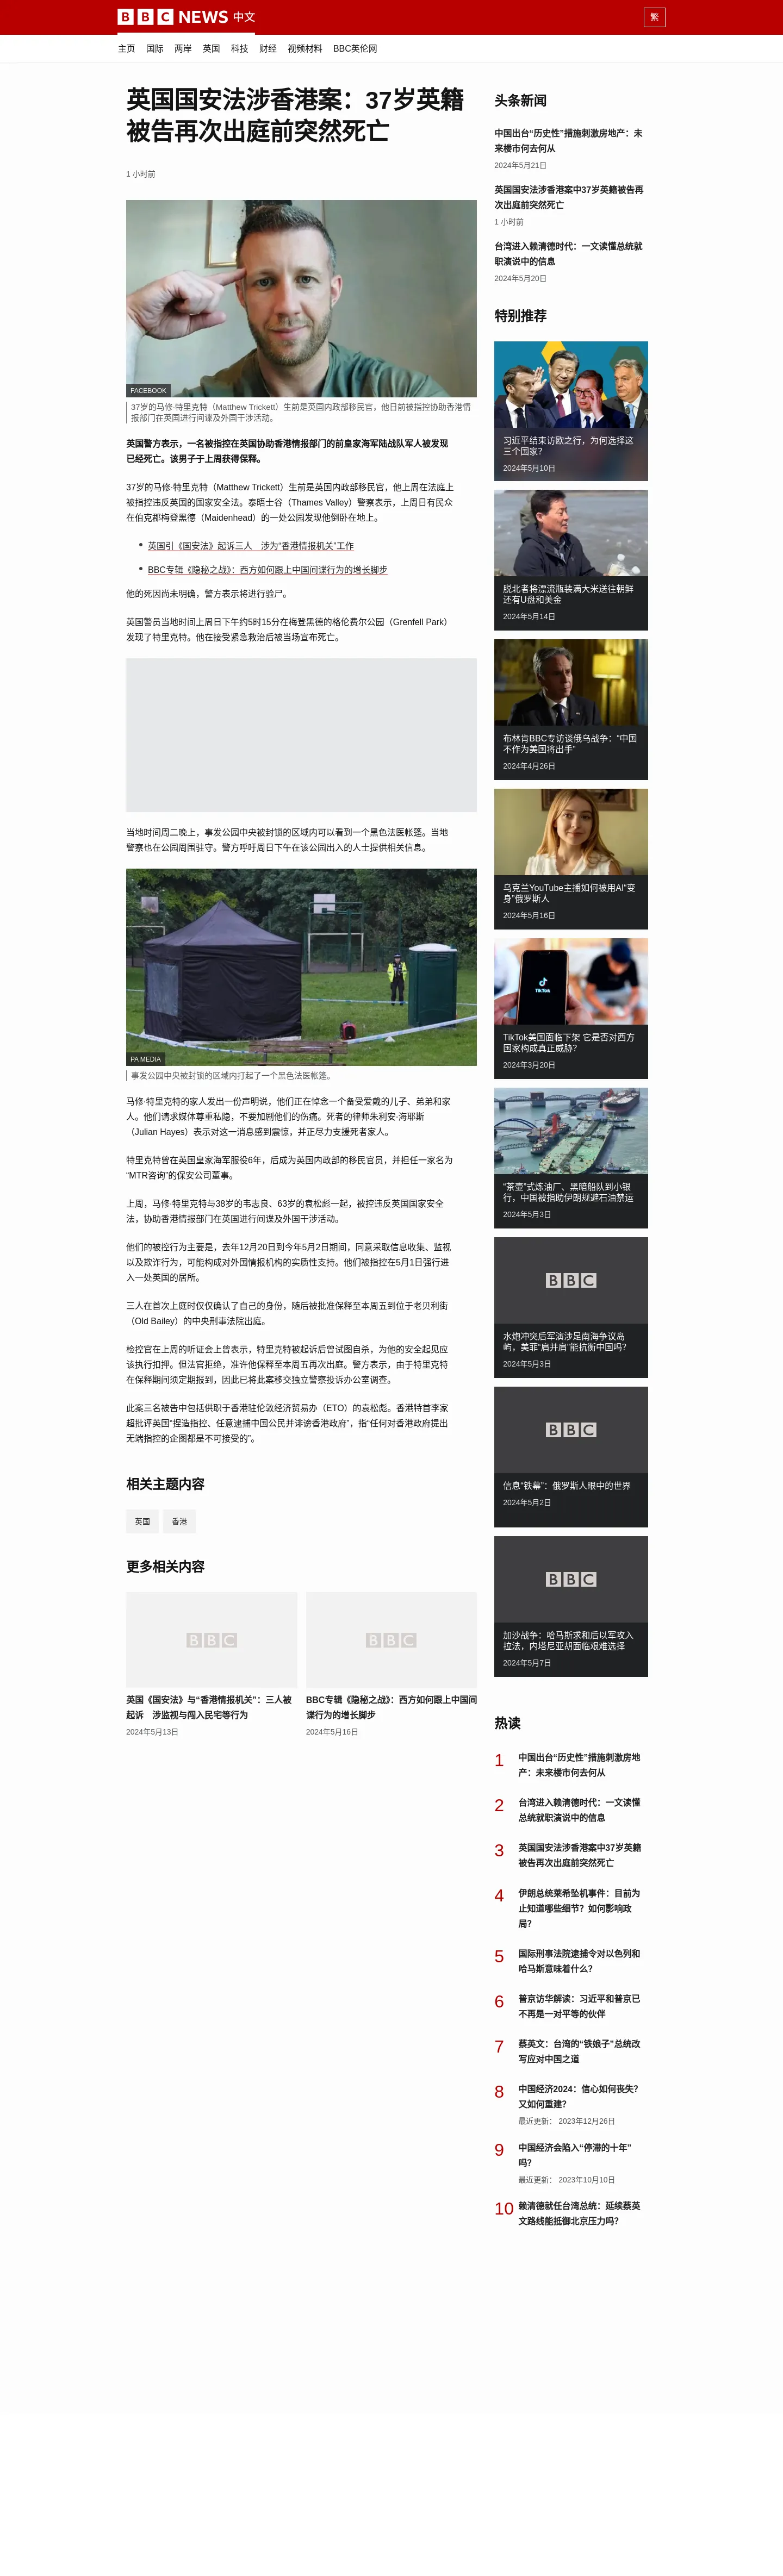 BBC NEWS 中文
繁
主页 国际 两岸 英国 科技 财经 视频材料 BBC英伦网
英国国安法涉香港案：37岁英籍
被告再次出庭前突然死亡
1 小时前
FACEBOOK
37岁的马修·特里克特（Matthew Trickett）生前是英国内政部移民官，他日前被指控协助香港情
报部门在英国进行间谍及外国干涉活动。
英国警方表示，一名被指控在英国协助香港情报部门的前皇家海军陆战队军人被发现
已经死亡。该男子于上周获得保释。
37岁的马修·特里克特（Matthew Trickett）生前是英国内政部移民官，他上周在法庭上
被指控违反英国的国家安全法。泰晤士谷（Thames Valley）警察表示，上周日有民众
在伯克郡梅登黑德（Maidenhead）的一处公园发现他倒卧在地上。
英国引《国安法》起诉三人　涉为“香港情报机关”工作
BBC专辑《隐秘之战》：西方如何跟上中国间谍行为的增长脚步
他的死因尚未明确，警方表示将进行验尸。
英国警员当地时间上周日下午约5时15分在梅登黑德的格伦费尔公园（Grenfell Park）
发现了特里克特。他在接受紧急救治后被当场宣布死亡。
当地时间周二晚上，事发公园中央被封锁的区域内可以看到一个黑色法医帐篷。当地
警察也在公园周围驻守。警方呼吁周日下午在该公园出入的人士提供相关信息。
PA MEDIA
事发公园中央被封锁的区域内打起了一个黑色法医帐篷。
马修·特里克特的家人发出一份声明说，他们正在悼念一个备受爱戴的儿子、弟弟和家
人。他们请求媒体尊重私隐，不要加剧他们的伤痛。死者的律师朱利安·海耶斯
（Julian Hayes）表示对这一消息感到震惊，并正尽力支援死者家人。
特里克特曾在英国皇家海军服役6年，后成为英国内政部的移民官员，并担任一家名为
“MTR咨询”的保安公司董事。
上周，马修·特里克特与38岁的韦志良、63岁的袁松彪一起，被控违反英国国家安全
法，协助香港情报部门在英国进行间谍及外国干涉活动。
他们的被控行为主要是，去年12月20日到今年5月2日期间，同意采取信息收集、监视
以及欺诈行为，可能构成对外国情报机构的实质性支持。他们被指控在5月1日强行进
入一处英国的居所。
三人在首次上庭时仅仅确认了自己的身份，随后被批准保释至本周五到位于老贝利街
（Old Bailey）的中央刑事法院出庭。
检控官在上周的听证会上曾表示，特里克特被起诉后曾试图自杀，为他的安全起见应
该执行扣押。但法官拒绝，准许他保释至本周五再次出庭。警方表示，由于特里克特
在保释期间须定期报到，因此已将此案移交独立警察投诉办公室调查。
此案三名被告中包括供职于香港驻伦敦经济贸易办（ETO）的袁松彪。香港特首李家
超批评英国“捏造指控、任意逮捕中国公民并诽谤香港政府”，指“任何对香港政府提出
无端指控的企图都是不可接受的”。
相关主题内容
英国 香港
更多相关内容
BBC BBC
英国《国安法》与“香港情报机关”：三人被
起诉　涉监视与闯入民宅等行为
2024年5月13日
BBC专辑《隐秘之战》：西方如何跟上中国间
谍行为的增长脚步
2024年5月16日
头条新闻
中国出台“历史性”措施刺激房地产：未
来楼市何去何从
2024年5月21日
英国国安法涉香港案中37岁英籍被告再
次出庭前突然死亡
1 小时前
台湾进入赖清德时代：一文读懂总统就
职演说中的信息
2024年5月20日
特别推荐
习近平结束访欧之行，为何选择这
三个国家？
2024年5月10日
脱北者将漂流瓶装满大米送往朝鲜
还有U盘和美金
2024年5月14日
布林肯BBC专访谈俄乌战争：“中国
不作为美国将出手”
2024年4月26日
乌克兰YouTube主播如何被用AI“变
身”俄罗斯人
2024年5月16日
TikTok
TikTok美国面临下架 它是否对西方
国家构成真正威胁？
2024年3月20日
“茶壶”式炼油厂、黑暗船队到小银
行，中国被指助伊朗规避石油禁运
2024年5月3日
BBC
水炮冲突后军演涉足南海争议岛
屿，美菲“肩并肩”能抗衡中国吗？
2024年5月3日
BBC
信息“铁幕”：俄罗斯人眼中的世界
2024年5月2日
BBC
加沙战争：哈马斯求和后以军攻入
拉法，内塔尼亚胡面临艰难选择
2024年5月7日
热读
1 中国出台“历史性”措施刺激房地
产：未来楼市何去何从
2 台湾进入赖清德时代：一文读懂
总统就职演说中的信息
3 英国国安法涉香港案中37岁英籍
被告再次出庭前突然死亡
4 伊朗总统莱希坠机事件：目前为
止知道哪些细节？如何影响政
局？
5 国际刑事法院逮捕令对以色列和
哈马斯意味着什么？
6 普京访华解读：习近平和普京已
不再是一对平等的伙伴
7 蔡英文：台湾的“铁娘子”总统改
写应对中国之道
8 中国经济2024：信心如何丧失？
又如何重建？
最近更新： 2023年12月26日
9 中国经济会陷入“停滞的十年”
吗？
最近更新： 2023年10月10日
10 赖清德就任台湾总统：延续蔡英
文路线能抵御北京压力吗？